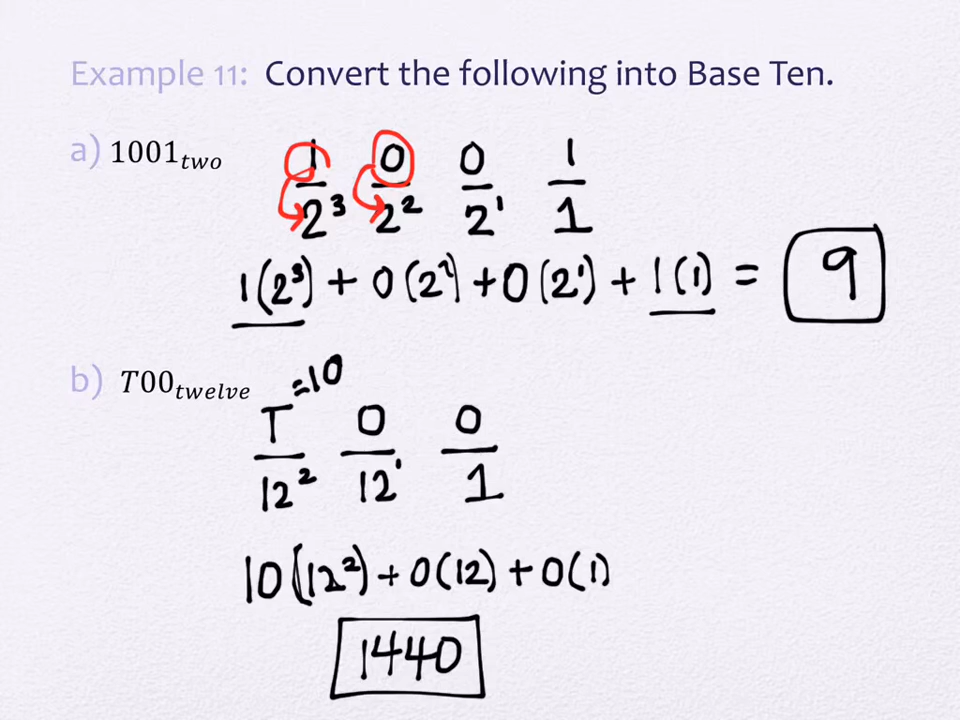 Example 11: Convert the following into Base Ten.
a) 1001_two
1 0 0 1
2³ 2² 2¹ 1
1(2³) + 0(2²) + 0(2¹) + 1(1) = 9
b) T00_twelve
=10
T 0 0
12² 12¹ 1
10(12²) + 0(12) + 0(1)
1440